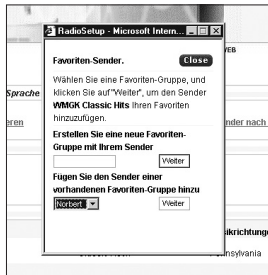 RadioSetup - Microsoft Intern...
WEB
Favoriten-Sender.
Close
Wählen Sie eine Favoriten-Gruppe, und
klicken Sie auf "Weiter", um den Sender
WMGK Classic Hits Ihren Favoriten
hinzuzufügen.
Sprache
eren
nder nach
Erstellen Sie eine neue Favoriten-
Gruppe mit Ihrem Sender
Weiter
Fügen Sie den Sender einer
vorhandenen Favoriten-Gruppe hinzu
Norbert
Weiter
ikrichtunge
nsylvania